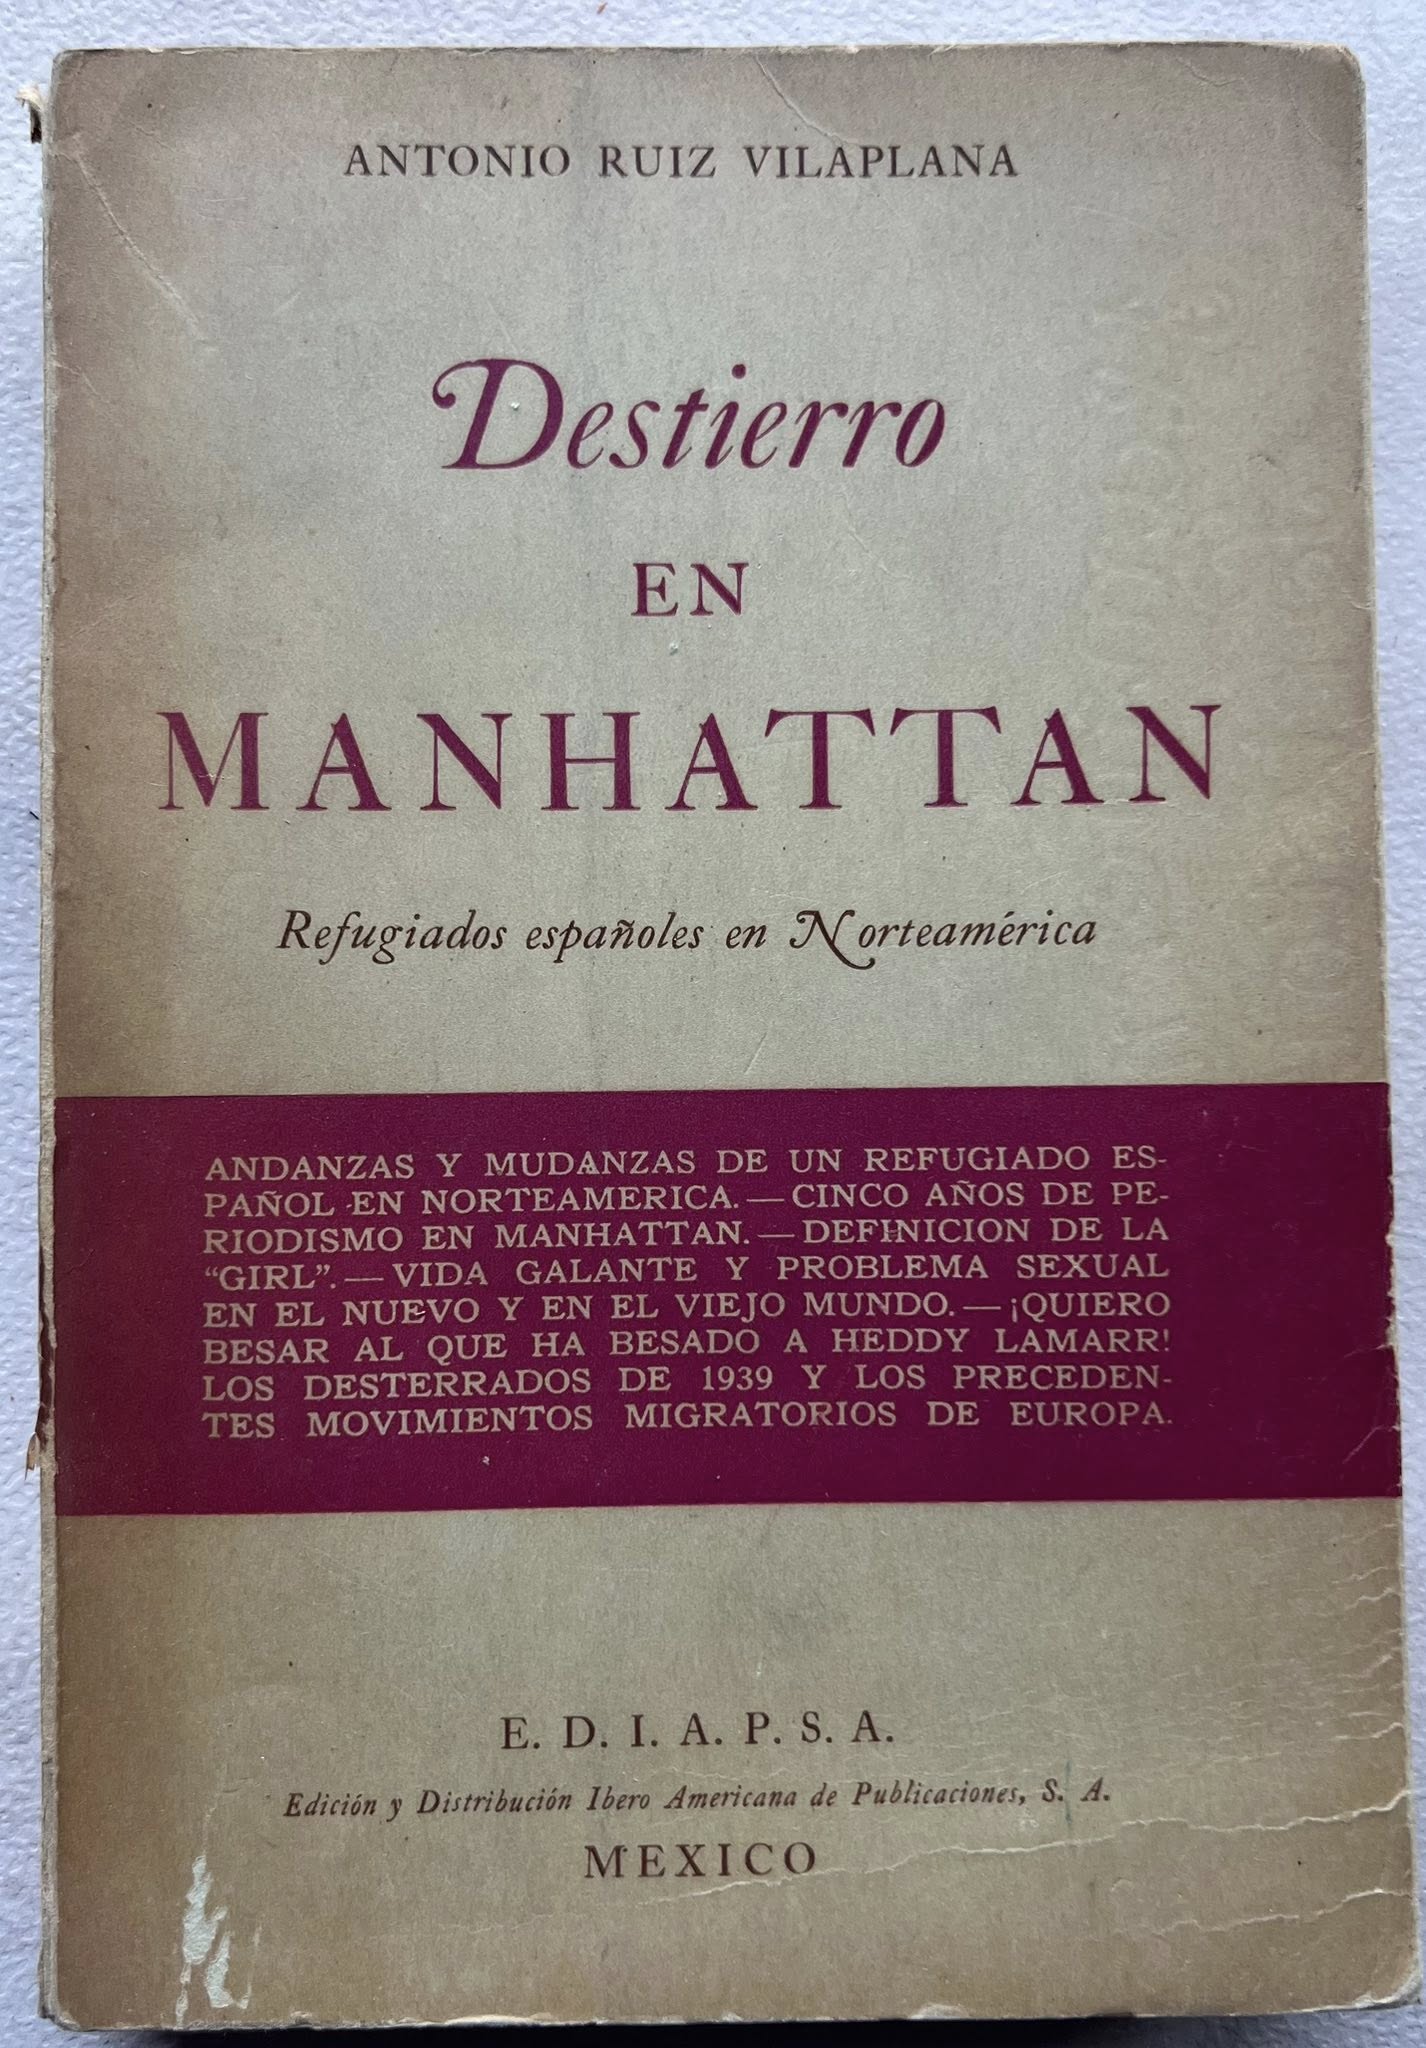 ANTONIO RUIZ VILAPLANA
Destierro
EN
MANHATTAN
Refugiados españoles en Norteamérica
ANDANZAS Y MUDANZAS DE UN REFUGIADO ES-
PAÑOL EN NORTEAMERICA.—CINCO AÑOS DE PE-
RIODISMO EN MANHATTAN.—DEFINICION DE LA
“GIRL”.—VIDA GALANTE Y PROBLEMA SEXUAL
EN EL NUEVO Y EN EL VIEJO MUNDO.—¡QUIERO
BESAR AL QUE HA BESADO A HEDDY LAMARR!
LOS DESTERRADOS DE 1939 Y LOS PRECEDEN-
TES MOVIMIENTOS MIGRATORIOS DE EUROPA.
E. D. I. A. P. S. A.
Edición y Distribución Ibero Americana de Publicaciones, S. A.
MEXICO